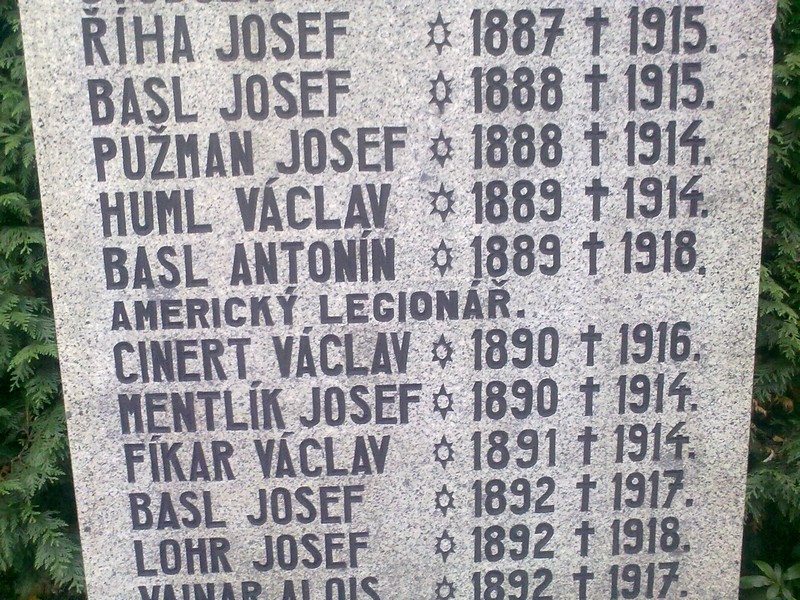 ŘÍHA JOSEF ✡ 1887 † 1915.
BASL JOSEF ✡ 1888 † 1915.
PUŽMAN JOSEF ✡ 1888 † 1914.
HUML VÁCLAV ✡ 1889 † 1914.
BASL ANTONÍN ✡ 1889 † 1918.
AMERICKÝ LEGIONÁŘ.
CINERT VÁCLAV ✡ 1890 † 1916.
MENTLÍK JOSEF ✡ 1890 † 1914.
FÍKAR VÁCLAV ✡ 1891 † 1914.
BASL JOSEF ✡ 1892 † 1917.
LOHR JOSEF ✡ 1892 † 1918.
VAJNAR ALOIS ✡ 1892 † 1917.